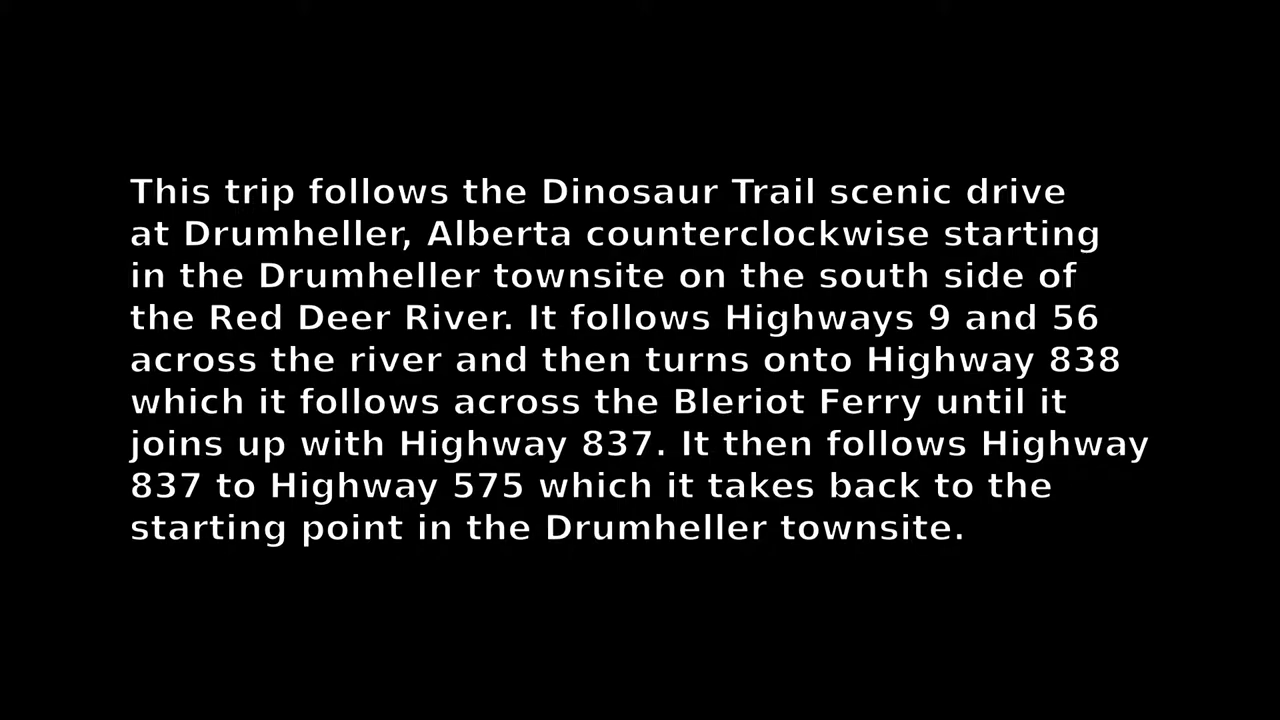 This trip follows the Dinosaur Trail scenic drive
at Drumheller, Alberta counterclockwise starting
in the Drumheller townsite on the south side of
the Red Deer River. It follows Highways 9 and 56
across the river and then turns onto Highway 838
which it follows across the Bleriot Ferry until it
joins up with Highway 837. It then follows Highway
837 to Highway 575 which it takes back to the
starting point in the Drumheller townsite.